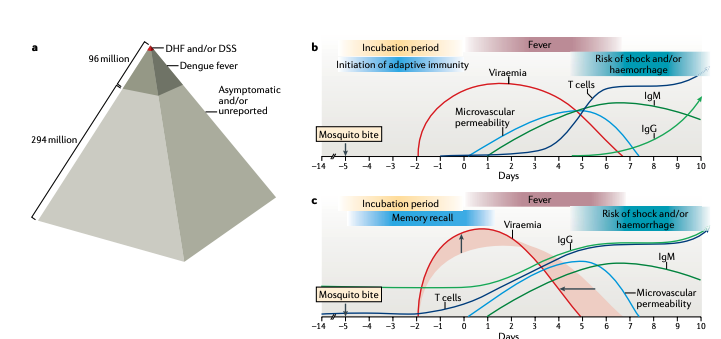 a
DHF and/or DSS
96 million
Dengue fever
Asymptomatic
and/or
unreported
294 million
b
Incubation period
Fever
Initiation of adaptive immunity
Risk of shock and/or
haemorrhage
Viraemia
T cells
IgM
Microvascular
permeability
IgG
Mosquito bite
–14 –5 –4 –3 –2 –1 0 1 2 3 4 5 6 7 8 9 10
Days
c
Incubation period
Fever
Memory recall
Risk of shock and/or
haemorrhage
Viraemia
IgG
IgM
T cells
Microvascular
permeability
Mosquito bite
–14 –5 –4 –3 –2 –1 0 1 2 3 4 5 6 7 8 9 10
Days